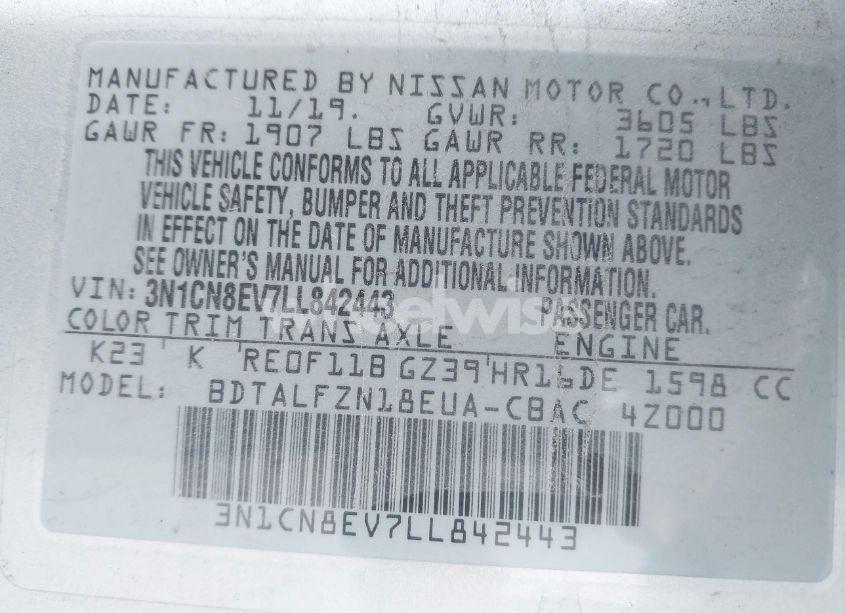 MANUFACTURED BY NISSAN MOTOR CO., LTD.
DATE: 11/19. GVWR: 3605 LBS
GAWR FR: 1907 LBS GAWR RR: 1720 LBS
THIS VEHICLE CONFORMS TO ALL APPLICABLE FEDERAL MOTOR
VEHICLE SAFETY, BUMPER AND THEFT PREVENTION STANDARDS
IN EFFECT ON THE DATE OF MANUFACTURE SHOWN ABOVE.
SEE OWNER'S MANUAL FOR ADDITIONAL INFORMATION.
VIN: 3N1CN8EV7LL842443 PASSENGER CAR.
COLOR TRIM TRANS AXLE ENGINE
K23 K RE0F11B GZ39 HR16DE 1598 CC
MODEL: BDTALFZN18EUA-CBAC 4Z000
3N1CN8EV7LL842443